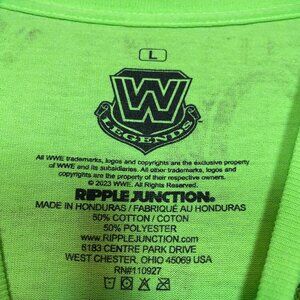 L
W
LEGENDS
All WWE trademarks, logos and copyrights are the exclusive property
of WWE and its subsidiaries. All other trademarks, logos and
copyrights are the property of their respective owners.
© 2023 WWE. All Rights Reserved.
RIPPLE JUNCTION.
MADE IN HONDURAS / FABRIQUÉ AU HONDURAS
50% COTTON / COTON
50% POLYESTER
WWW.RIPPLEJUNCTION.COM
6183 CENTRE PARK DRIVE
WEST CHESTER, OHIO 45069 USA
RN#110927